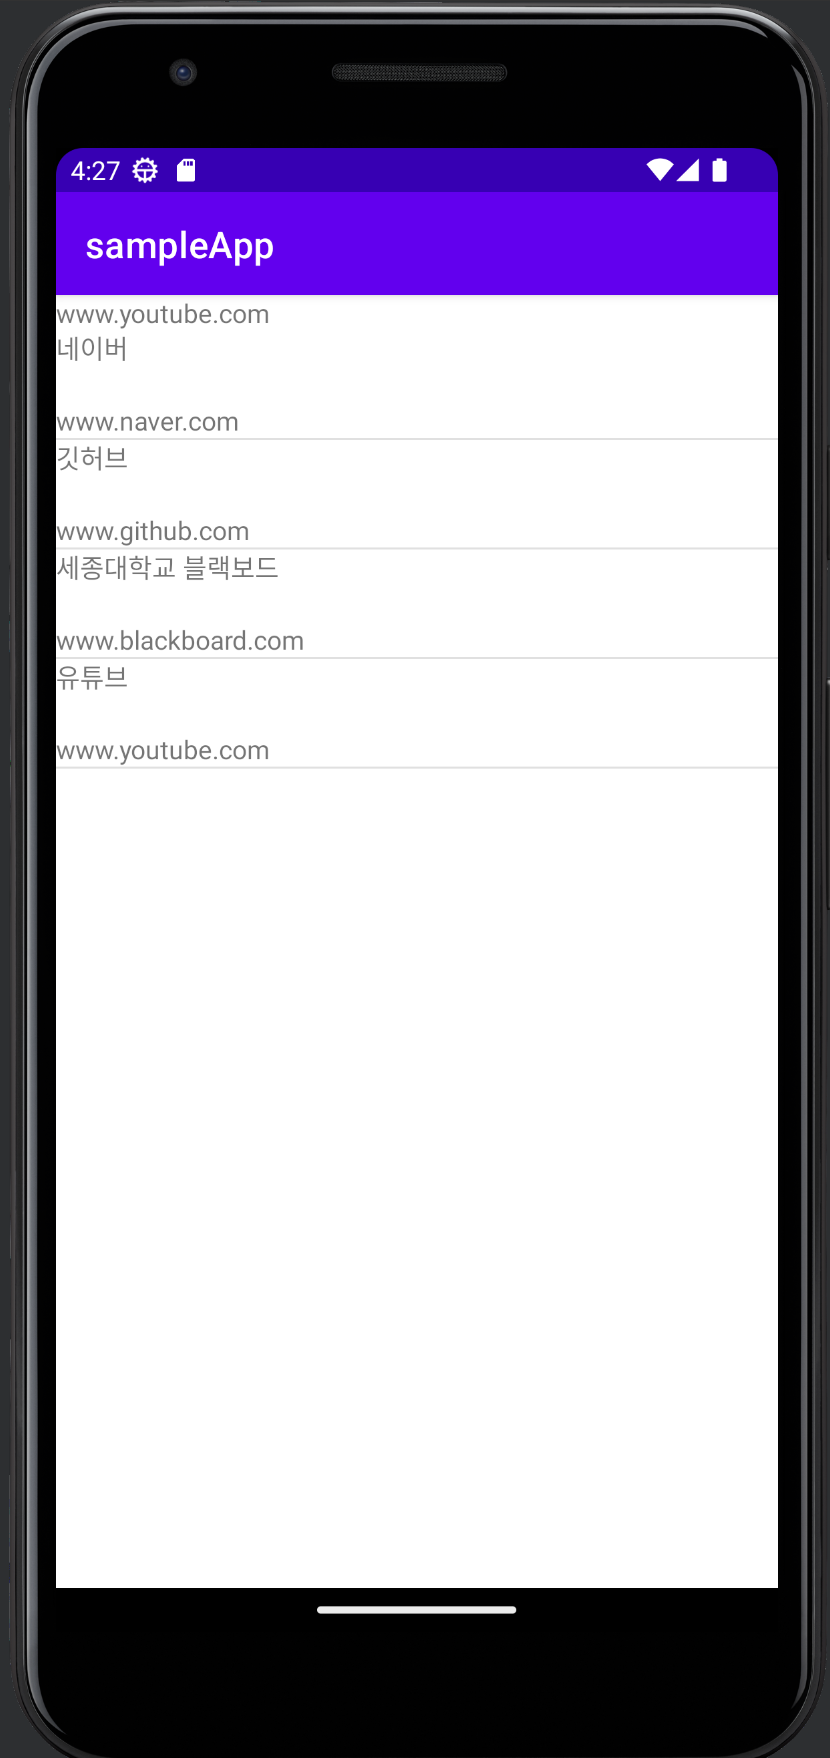 4:27
sampleApp
www.youtube.com
네이버
www.naver.com
깃허브
www.github.com
세종대학교 블랙보드
www.blackboard.com
유튜브
www.youtube.com